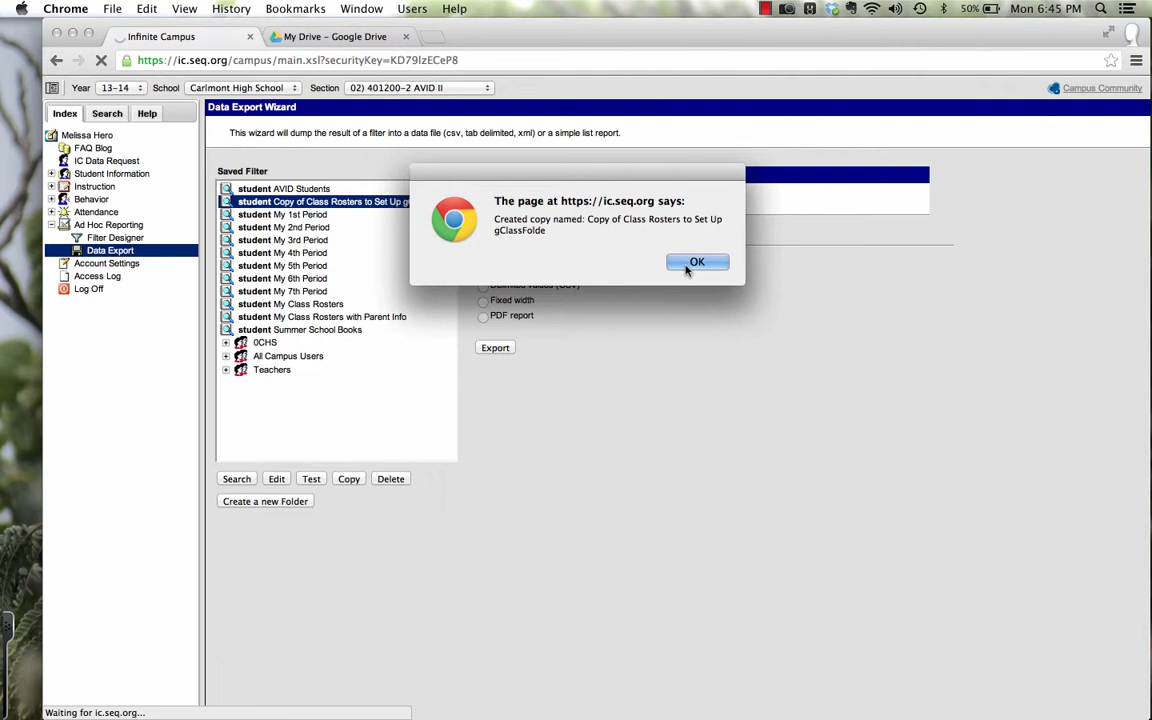 Chrome File Edit View History Bookmarks Window Users Help 50% Mon 6:45 PM
Infinite Campus My Drive – Google Drive
https://ic.seq.org/campus/main.xsl?securityKey=KD79IzECeP8
Year 13-14 School Carlmont High School Section 02) 401200-2 AVID II Campus Community
Index Search Help
Data Export Wizard
This wizard will dump the result of a filter into a data file (csv, tab delimited, xml) or a simple list report.
Melissa Hero
FAQ Blog
IC Data Request
Student Information
Instruction
Behavior
Attendance
Ad Hoc Reporting
Filter Designer
Data Export
Account Settings
Access Log
Log Off
Saved Filter
student AVID Students
student Copy of Class Rosters to Set Up g
student My 1st Period
student My 2nd Period
student My 3rd Period
student My 4th Period
student My 5th Period
student My 6th Period
student My 7th Period
student My Class Rosters
student My Class Rosters with Parent Info
student Summer School Books
0CHS
All Campus Users
Teachers
Search Edit Test Copy Delete
Create a new Folder
The page at https://ic.seq.org says:
Created copy named: Copy of Class Rosters to Set Up
gClassFolde
OK
Delimited values (CSV)
Fixed width
PDF report
Export
Waiting for ic.seq.org...